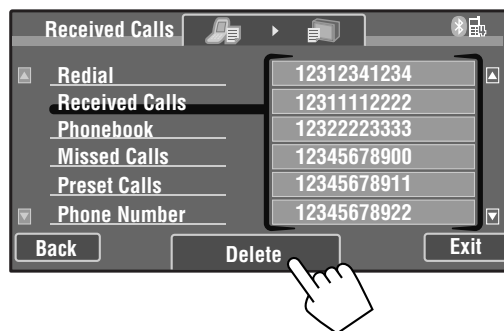 Received Calls
Redial 12312341234
Received Calls 12311112222
Phonebook 12322223333
Missed Calls 12345678900
Preset Calls 12345678911
Phone Number 12345678922
Back Delete Exit